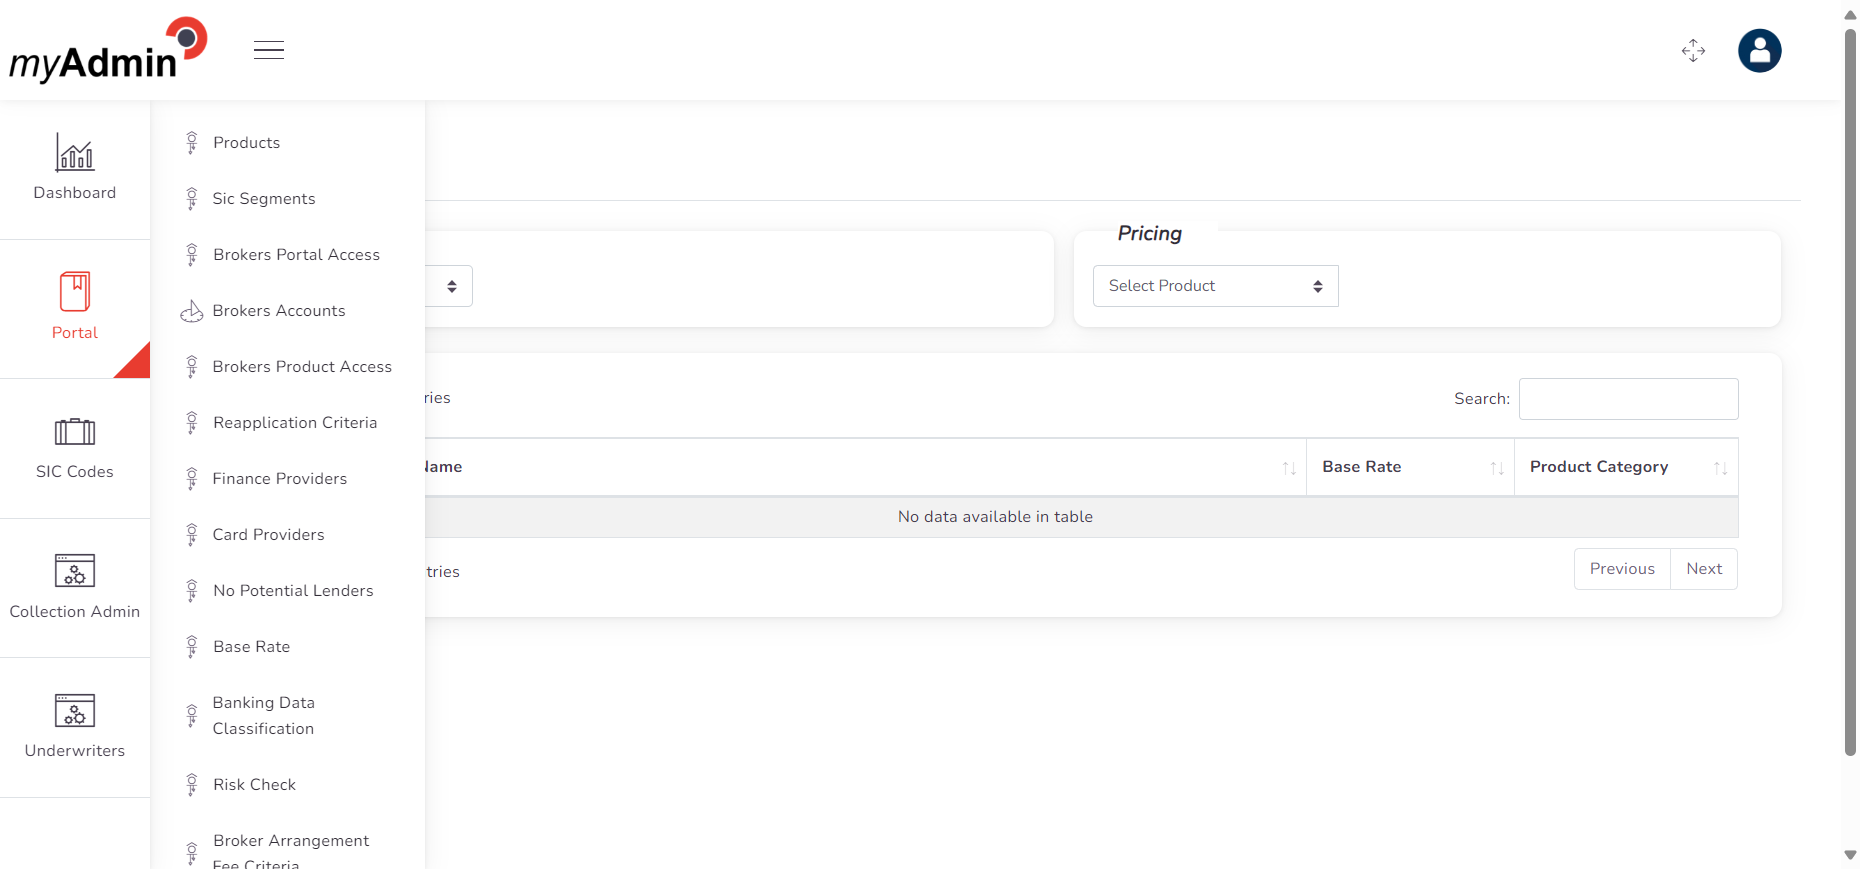 myAdmin
Dashboard
Portal
SIC Codes
Collection Admin
Underwriters
Products
Sic Segments
Brokers Portal Access
Brokers Accounts
Brokers Product Access
Reapplication Criteria
Finance Providers
Card Providers
No Potential Lenders
Base Rate
Banking Data
Classification
Risk Check
Broker Arrangement
Fee Criteria
Pricing
Select Product
ries
Search:
Name
Base Rate
Product Category
No data available in table
tries
Previous
Next